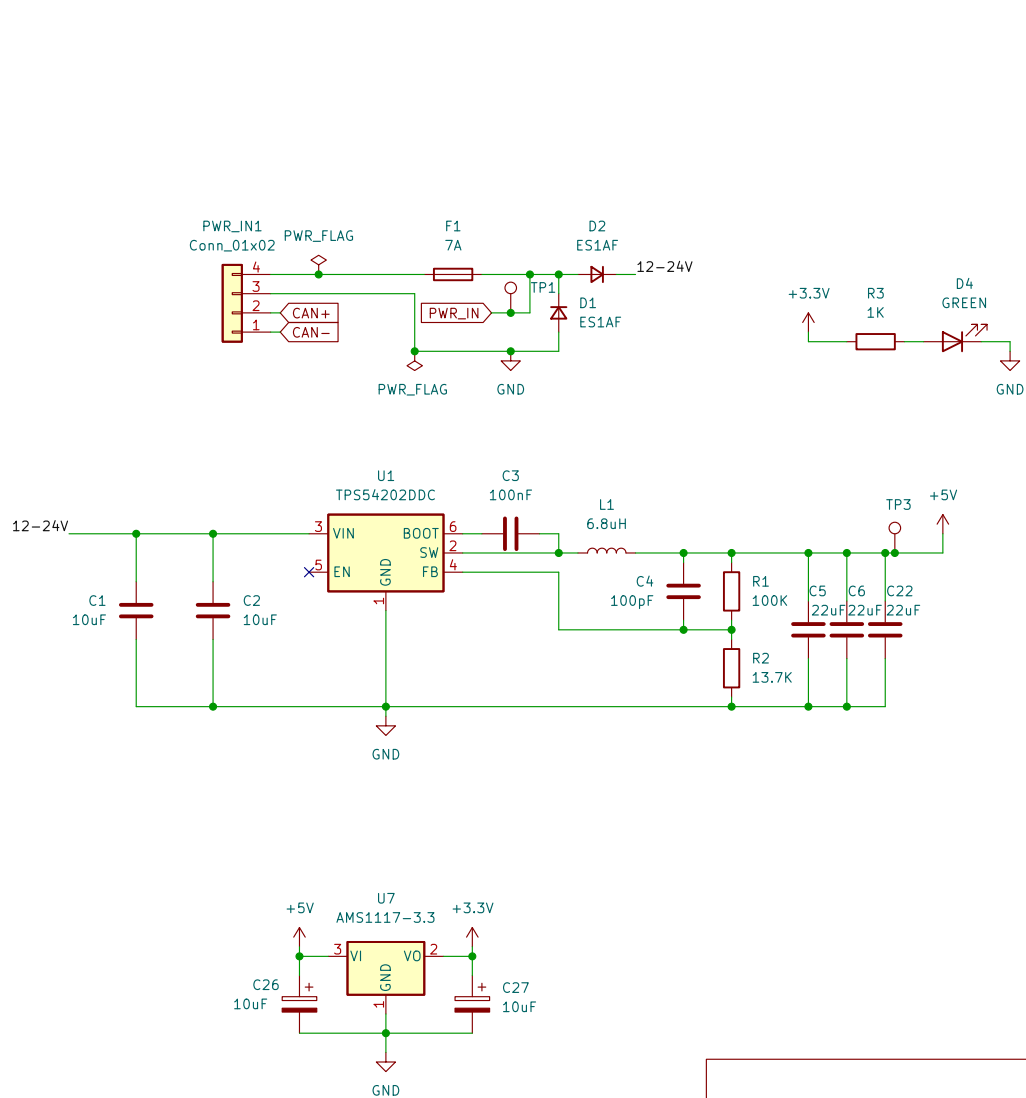 PWR_IN1
Conn_01x02
PWR_FLAG
F1
7A
D2
ES1AF
12-24V
4
3
2
1
CAN+
CAN-
PWR_IN
TP1
D1
ES1AF
PWR_FLAG
GND
+3.3V
R3
1K
D4
GREEN
GND
12-24V
U1
TPS54202DDC
3
VIN
5
EN
GND
1
BOOT
6
SW
2
FB
4
C3
100nF
L1
6.8uH
TP3
+5V
C1
10uF
C2
10uF
C4
100pF
R1
100K
R2
13.7K
C5
22uF
C6
22uF
C22
22uF
GND
+5V
U7
AMS1117-3.3
+3.3V
3
VI
VO
2
GND
1
C26
10uF
+
+
C27
10uF
GND